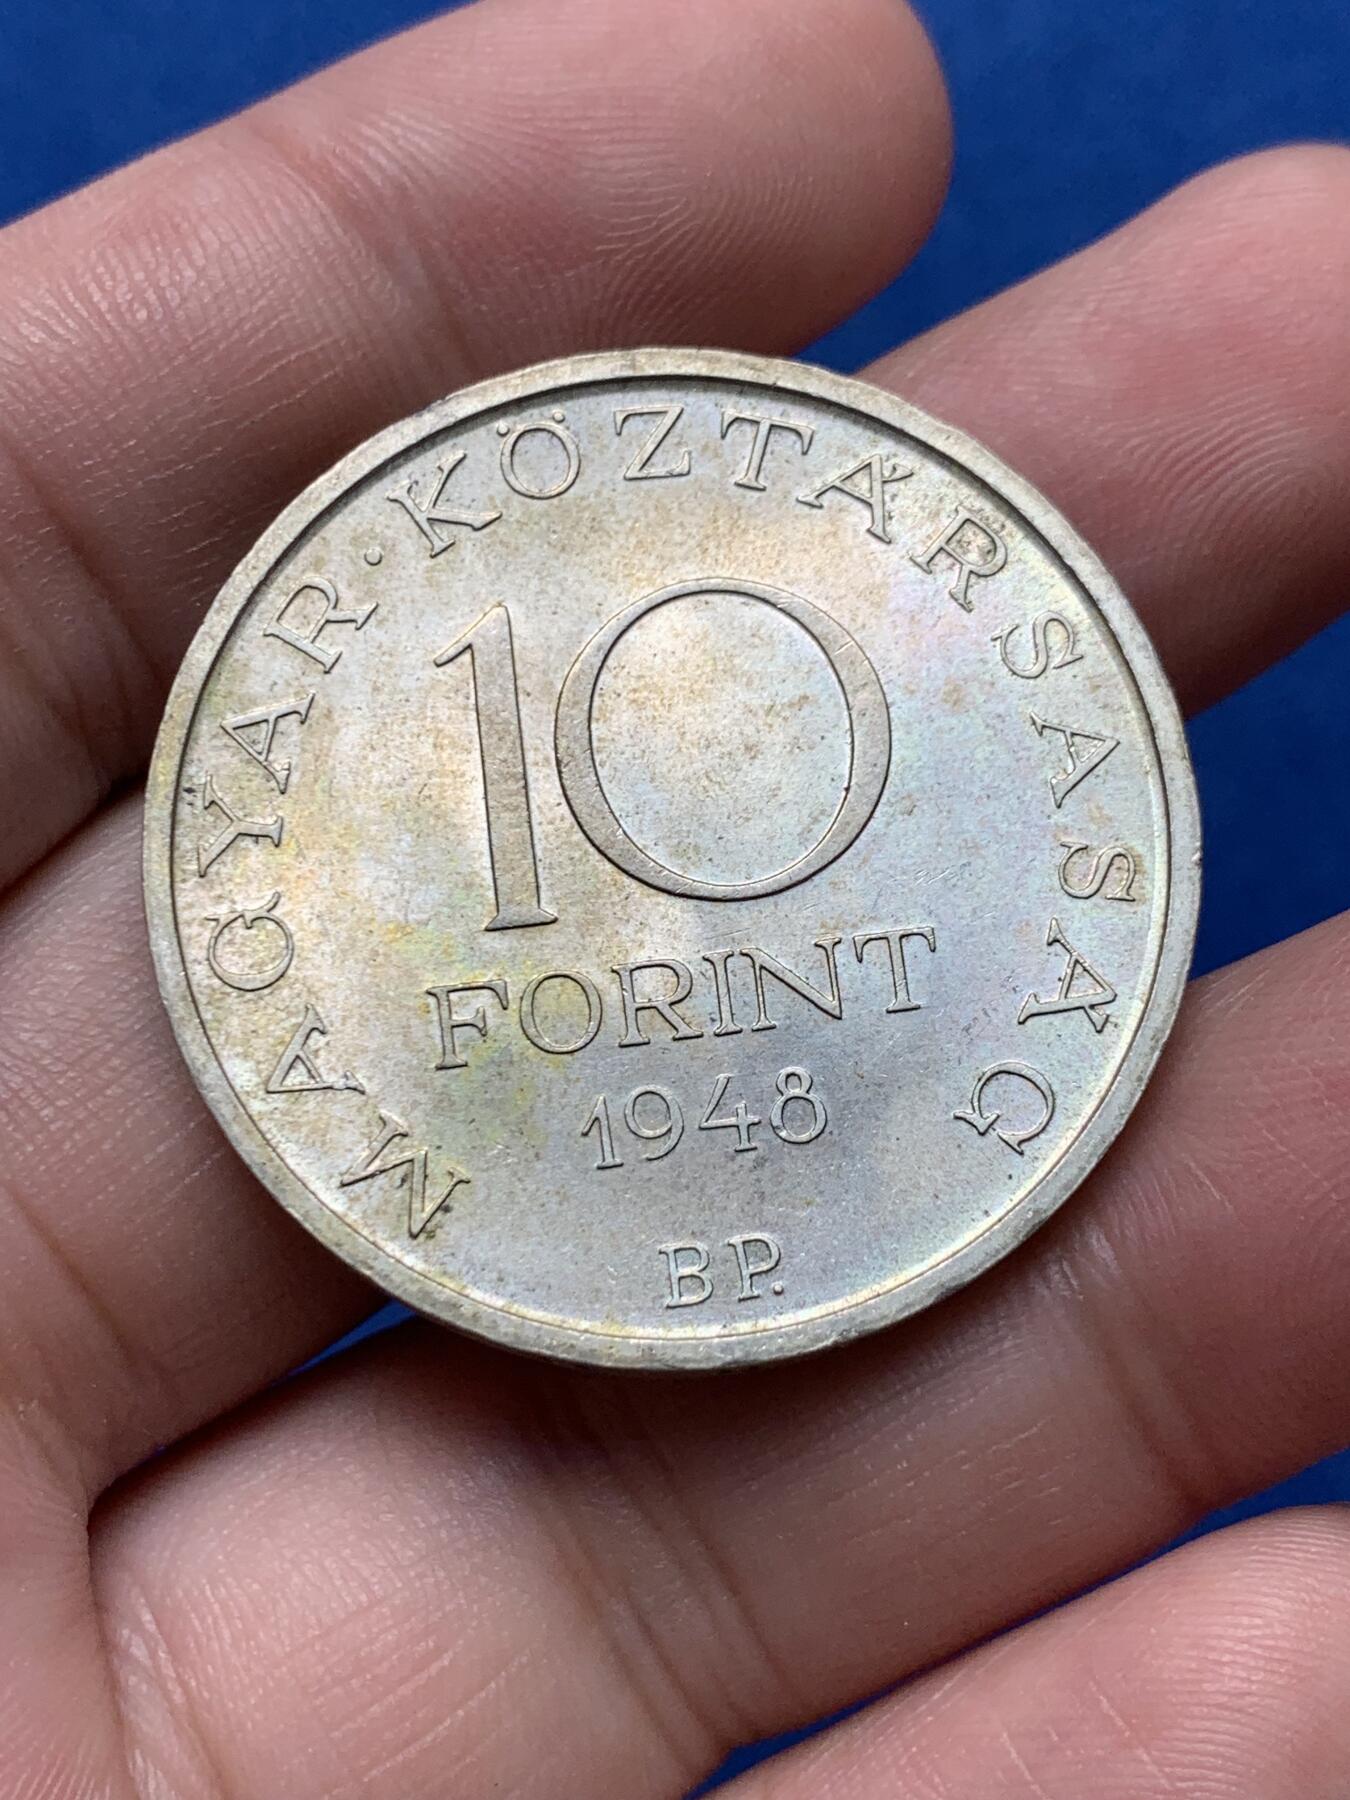 MAGYAR · KÖZTÁRSASÁG
10
FORINT
1948
BP.